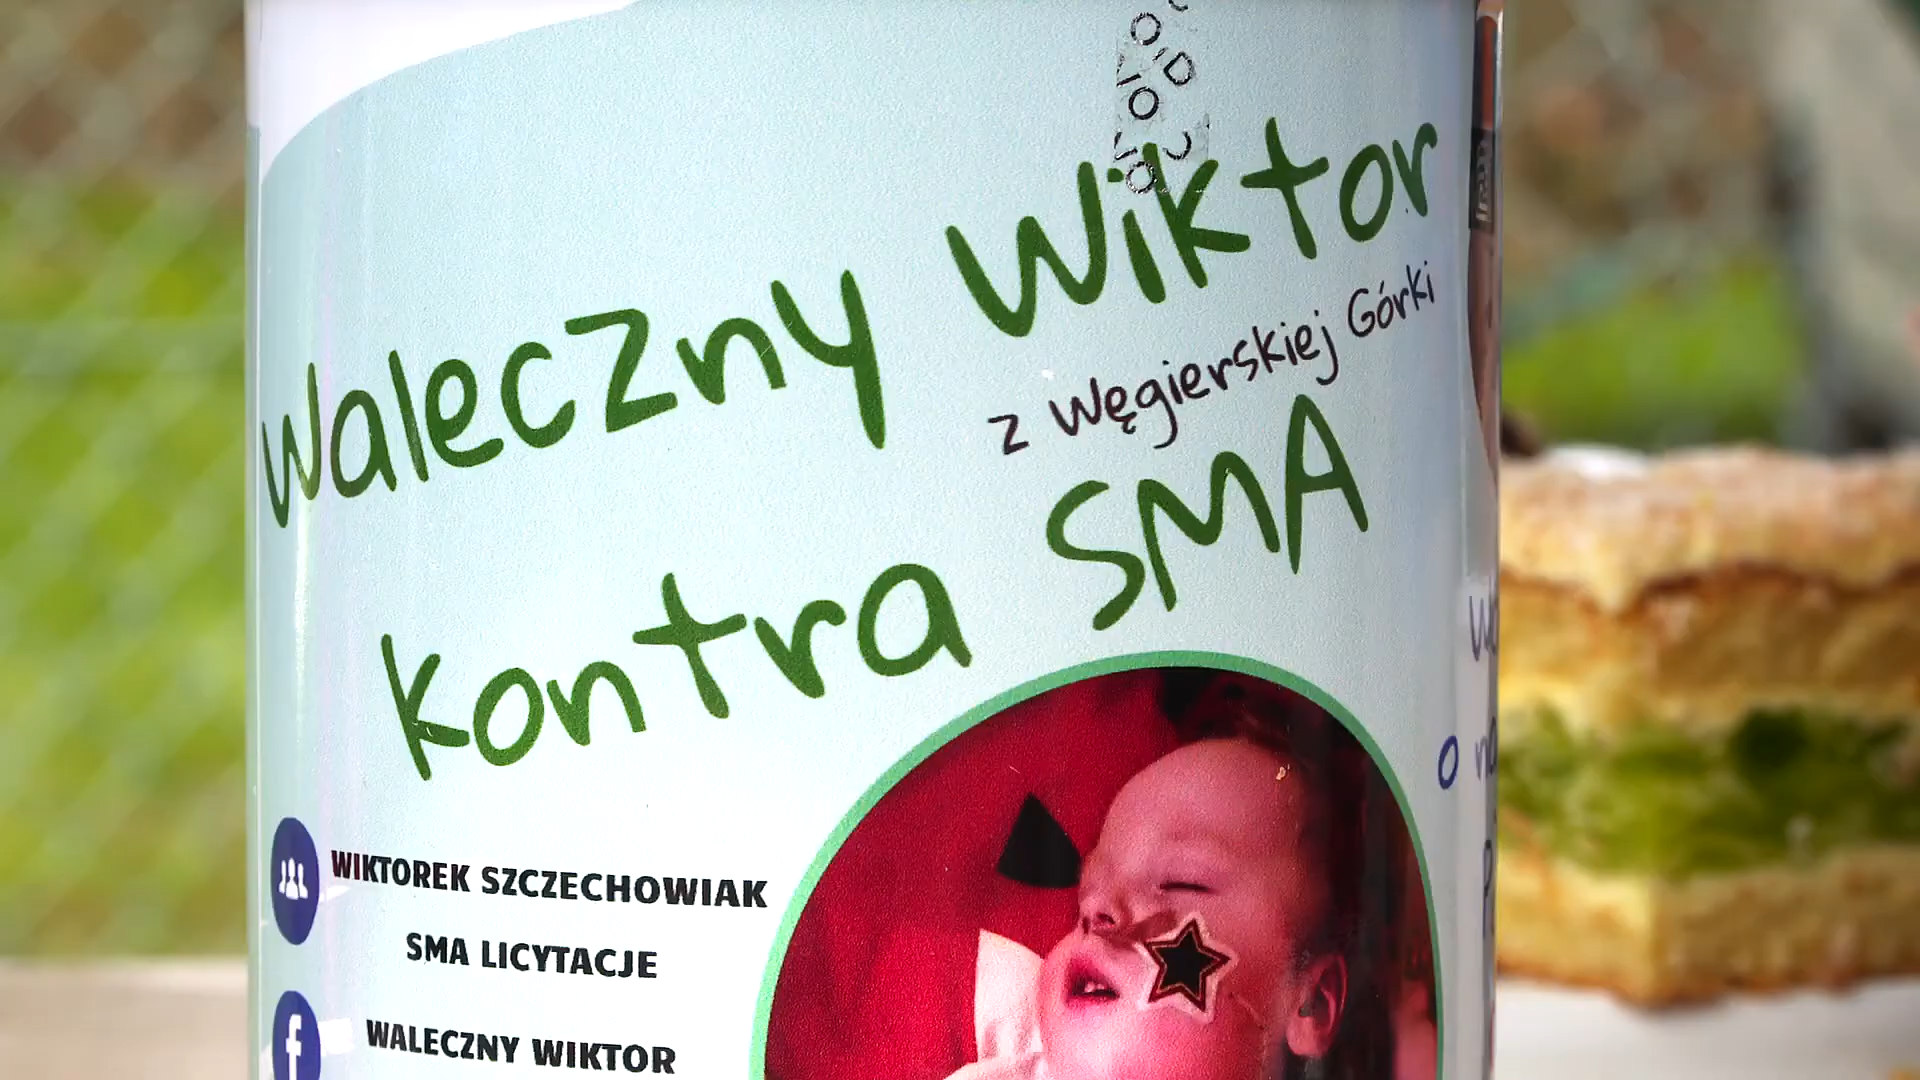 Waleczny Wiktor
z Węgierskiej Górki
kontra SMA
WIKTOREK SZCZECHOWIAK
SMA LICYTACJE
WALECZNY WIKTOR